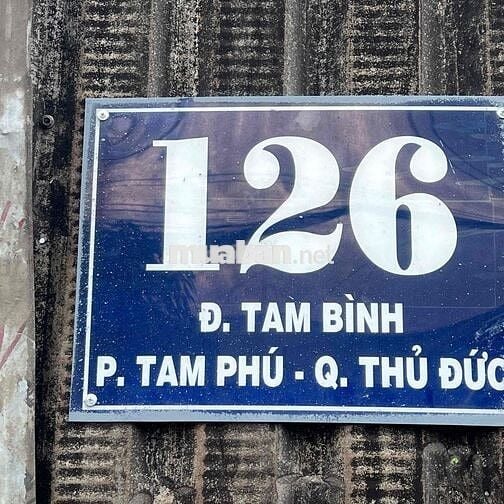 126
muaban.net
Đ. TAM BÌNH
P. TAM PHÚ - Q. THỦ ĐỨC